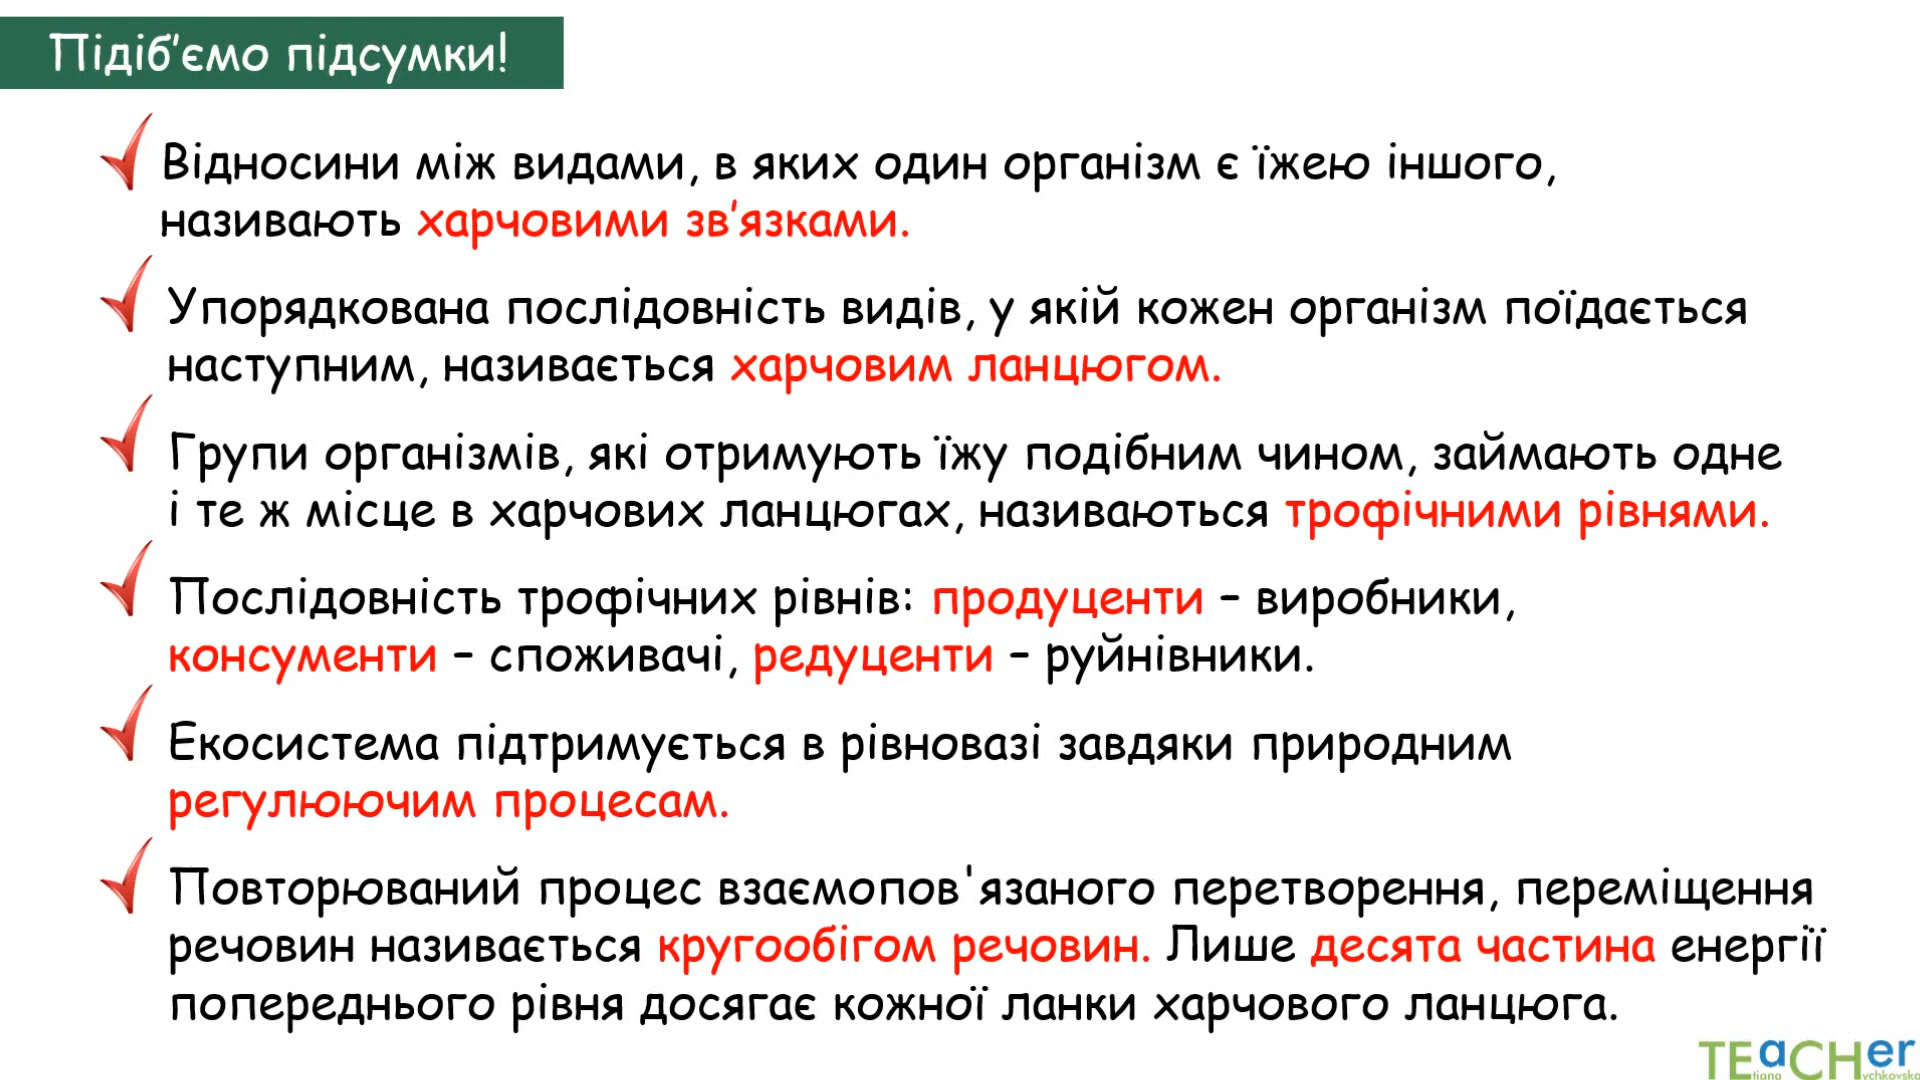 Підіб’ємо підсумки!
Відносини між видами, в яких один організм є їжею іншого,
називають харчовими зв’язками.
Упорядкована послідовність видів, у якій кожен організм поїдається
наступним, називається харчовим ланцюгом.
Групи організмів, які отримують їжу подібним чином, займають одне
і те ж місце в харчових ланцюгах, називаються трофічними рівнями.
Послідовність трофічних рівнів: продуценти – виробники,
консументи – споживачі, редуценти – руйнівники.
Екосистема підтримується в рівновазі завдяки природним
регулюючим процесам.
Повторюваний процес взаємопов'язаного перетворення, переміщення
речовин називається кругообігом речовин. Лише десята частина енергії
попереднього рівня досягає кожної ланки харчового ланцюга.
TEaCHer
tiana vchkovska